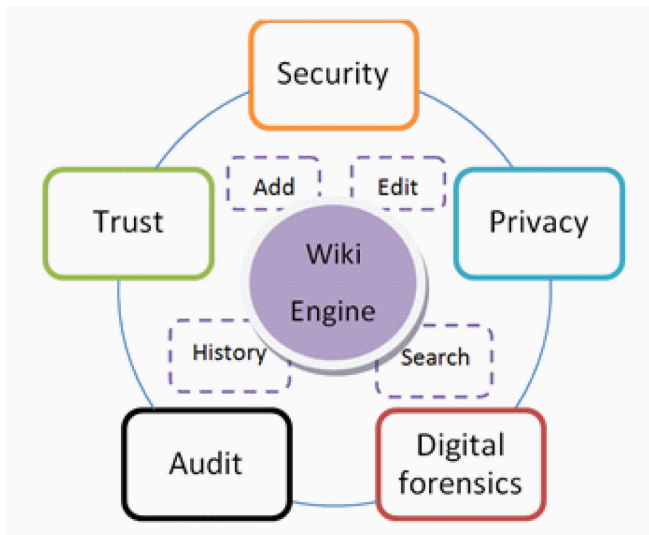 Security
Add
Edit
Trust
Privacy
Wiki
Engine
History
Search
Audit
Digital
forensics